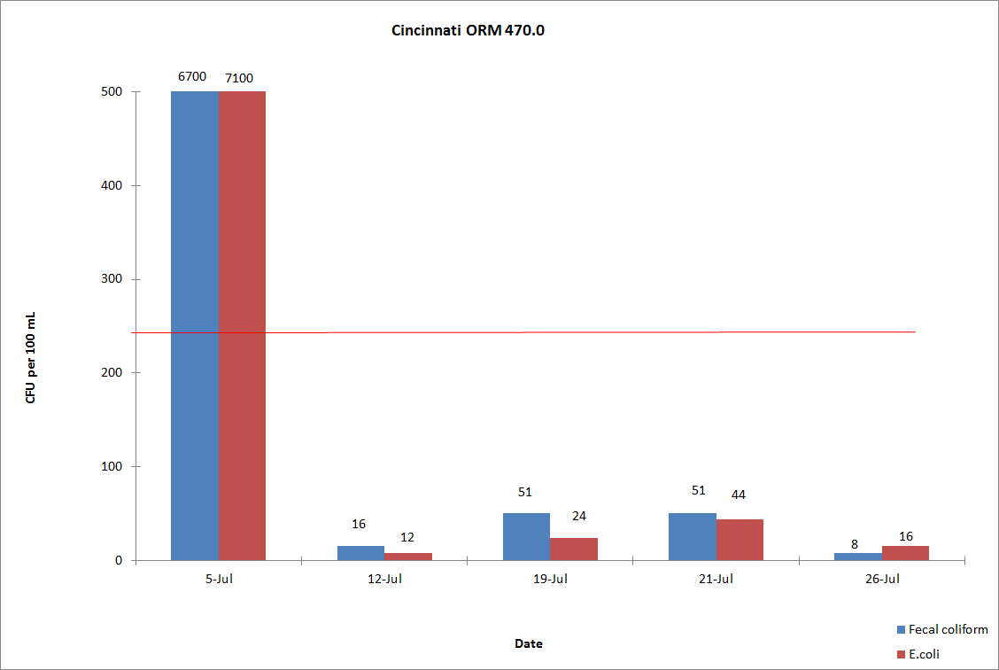 Cincinnati ORM 470.0
6700 7100
500
400
300
200
100
0
16 12
51 24
51 44
8 16
CFU per 100 mL
5-Jul 12-Jul 19-Jul 21-Jul 26-Jul
Date
Fecal coliform
E.coli